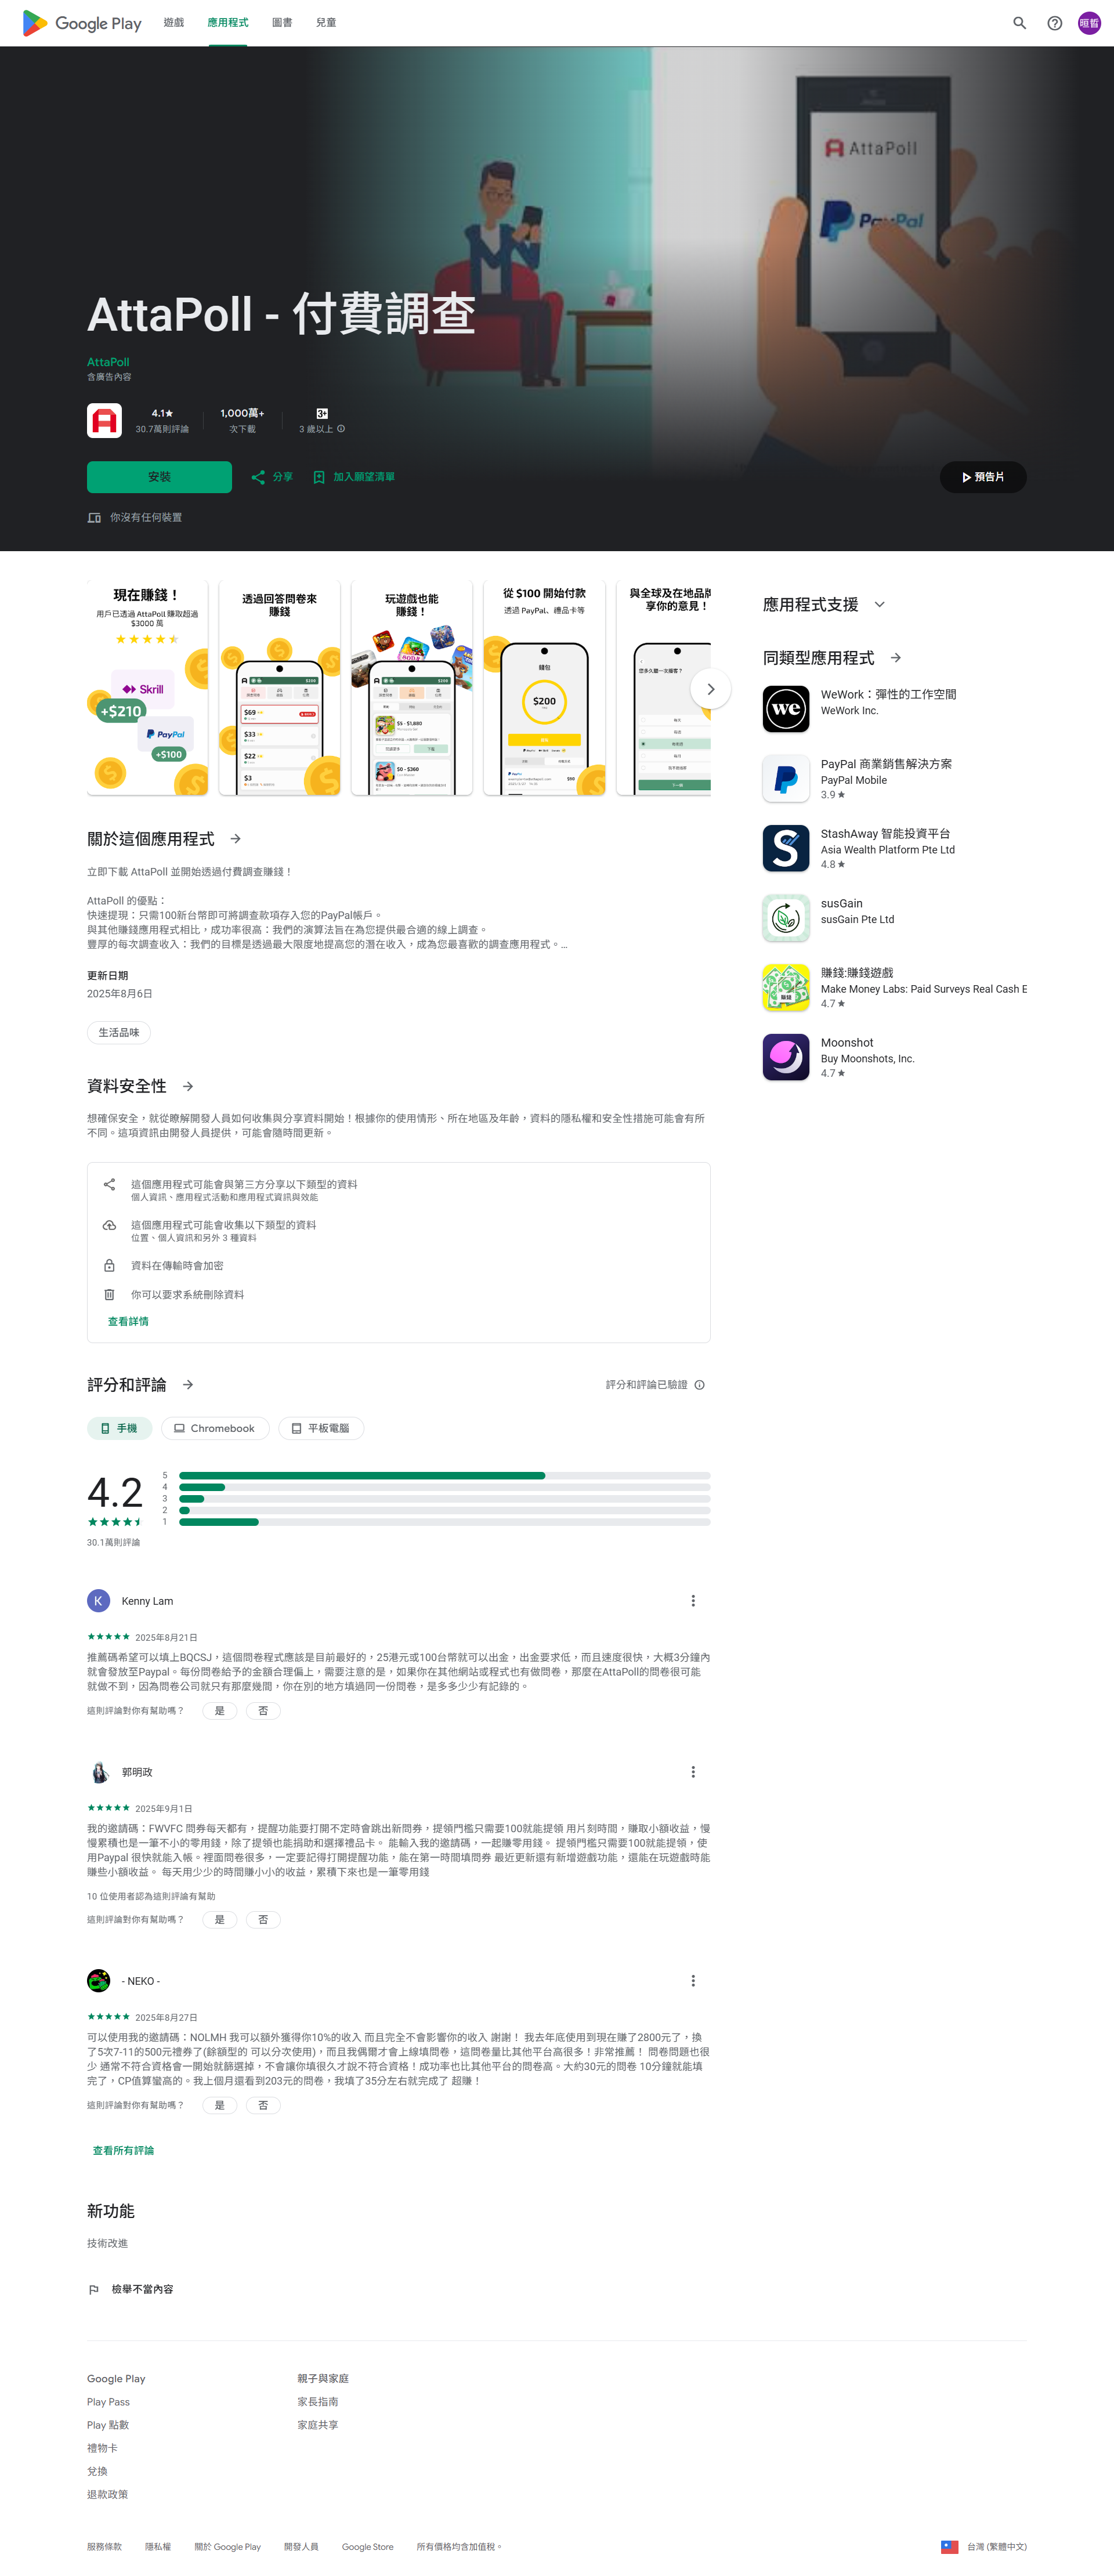 Google Play
遊戲
應用程式
圖書
兒童
暄晢
AttaPoll
PayPal
AttaPoll - 付費調查
AttaPoll
含廣告內容
4.1★
30.7萬則評論
1,000萬+
次下載
3+
3 歲以上
安裝
分享
加入願望清單
預告片
你沒有任何裝置
現在賺錢！
用戶已透過 AttaPoll 賺取超過
$3000 萬
Skrill
+$210
PayPal
+$100
透過回答問卷來
賺錢
$69
$33
$22
$3
玩遊戲也能
賺錢！
$5 - $1,880
$0 - $360
從 $100 開始付款
透過 PayPal、禮品卡等
錢包
$200
與全球及在地品牌
享你的意見！
應用程式支援
同類型應用程式
WeWork：彈性的工作空間
WeWork Inc.
PayPal 商業銷售解決方案
PayPal Mobile
3.9★
StashAway 智能投資平台
Asia Wealth Platform Pte Ltd
4.8★
susGain
susGain Pte Ltd
賺錢:賺錢遊戲
Make Money Labs: Paid Surveys Real Cash E
4.7★
Moonshot
Buy Moonshots, Inc.
4.7★
關於這個應用程式
立即下載 AttaPoll 並開始透過付費調查賺錢！
AttaPoll 的優點：
快速提現：只需100新台幣即可將調查款項存入您的PayPal帳戶。
與其他賺錢應用程式相比，成功率很高：我們的演算法旨在為您提供最合適的線上調查。
豐厚的每次調查收入：我們的目標是透過最大限度地提高您的潛在收入，成為您最喜歡的調查應用程式。…
更新日期
2025年8月6日
生活品味
資料安全性
想確保安全，就從瞭解開發人員如何收集與分享資料開始！根據你的使用情形、所在地區及年齡，資料的隱私權和安全性措施可能會有所
不同。這項資訊由開發人員提供，可能會隨時間更新。
這個應用程式可能會與第三方分享以下類型的資料
個人資訊、應用程式活動和應用程式資訊與效能
這個應用程式可能會收集以下類型的資料
位置、個人資訊和另外 3 種資料
資料在傳輸時會加密
你可以要求系統刪除資料
查看詳情
評分和評論
評分和評論已驗證
手機
Chromebook
平板電腦
4.2
30.1萬則評論
5
4
3
2
1
Kenny Lam
2025年8月21日
推薦碼希望可以填上BQCSJ，這個問卷程式應該是目前最好的，25港元或100台幣就可以出金，出金要求低，而且速度很快，大概3分鐘內
就會發放至Paypal。每份問卷給予的金額合理偏上，需要注意的是，如果你在其他網站或程式也有做問卷，那麼在AttaPoll的問卷很可能
就做不到，因為問卷公司就只有那麼幾間，你在別的地方填過同一份問卷，是多多少少有記錄的。
這則評論對你有幫助嗎？
是
否
郭明政
2025年9月1日
我的邀請碼：FWVFC 問券每天都有，提醒功能要打開不定時會跳出新問券，提領門檻只需要100就能提領 用片刻時間，賺取小額收益，慢
慢累積也是一筆不小的零用錢，除了提領也能捐助和選擇禮品卡。 能輸入我的邀請碼，一起賺零用錢。 提領門檻只需要100就能提領，使
用Paypal 很快就能入帳。裡面問卷很多，一定要記得打開提醒功能，能在第一時間填問券 最近更新還有新增遊戲功能，還能在玩遊戲時能
賺些小額收益。 每天用少少的時間賺小小的收益，累積下來也是一筆零用錢
10 位使用者認為這則評論有幫助
這則評論對你有幫助嗎？
是
否
- NEKO -
2025年8月27日
可以使用我的邀請碼：NOLMH 我可以額外獲得你10%的收入 而且完全不會影響你的收入 謝謝！ 我去年底使用到現在賺了2800元了，換
了5次7-11的500元禮券了(餘額型的 可以分次使用)，而且我偶爾才會上線填問卷，這問卷量比其他平台高很多！非常推薦！ 問卷問題也很
少 通常不符合資格會一開始就篩選掉，不會讓你填很久才說不符合資格！成功率也比其他平台的問卷高。大約30元的問卷 10分鐘就能填
完了，CP值算蠻高的。我上個月還看到203元的問卷，我填了35分左右就完成了 超賺！
這則評論對你有幫助嗎？
是
否
查看所有評論
新功能
技術改進
檢舉不當內容
Google Play
Play Pass
Play 點數
禮物卡
兌換
退款政策
親子與家庭
家長指南
家庭共享
服務條款
隱私權
關於 Google Play
開發人員
Google Store
所有價格均含加值稅。
台灣 (繁體中文)